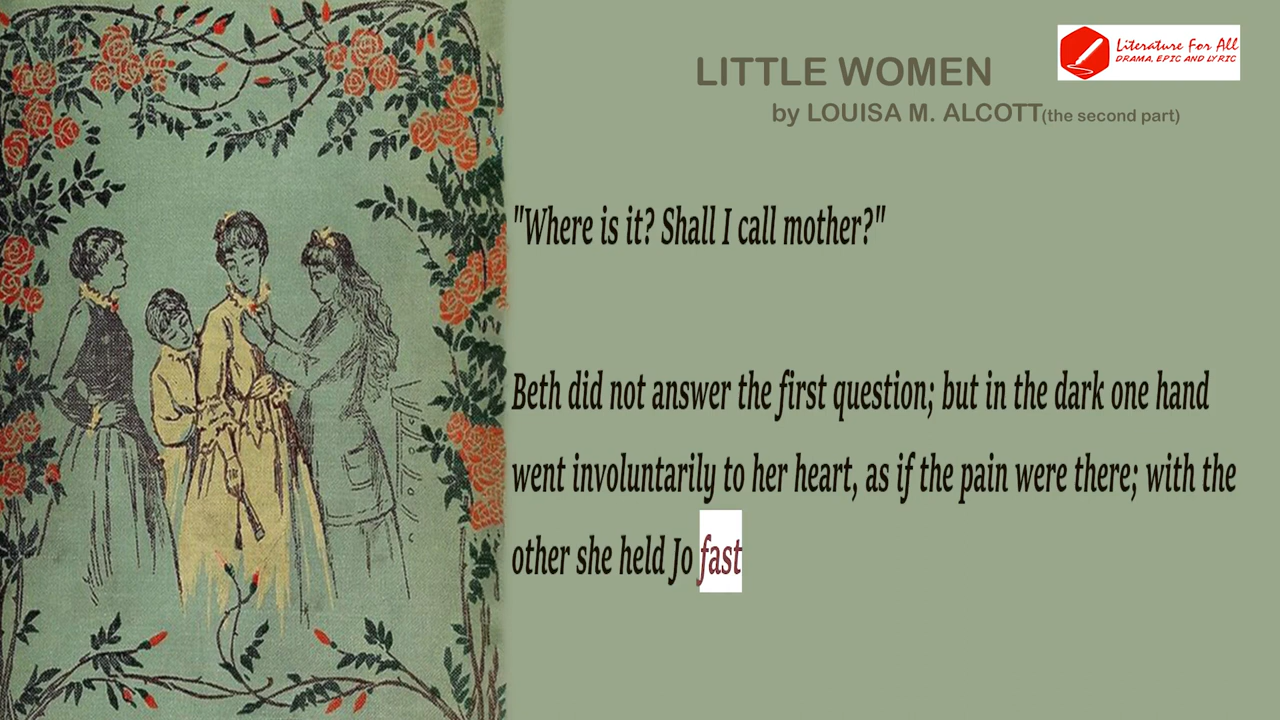 LITTLE WOMEN
by LOUISA M. ALCOTT(the second part)
Literature For All
DRAMA, EPIC AND LYRIC
"Where is it? Shall I call mother?"
Beth did not answer the first question; but in the dark one hand
went involuntarily to her heart, as if the pain were there; with the
other she held Jo fast